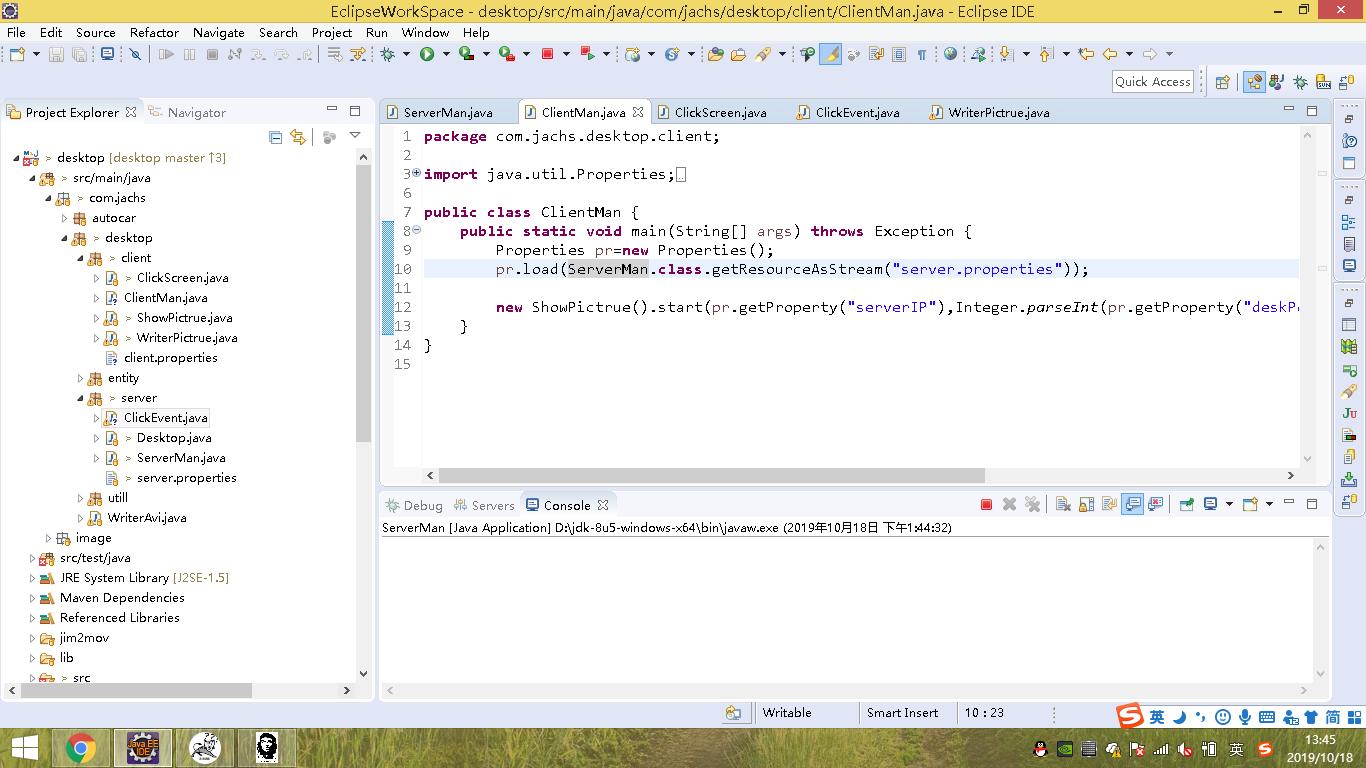 EclipseWorkSpace - desktop/src/main/java/com/jachs/desktop/client/ClientMan.java - Eclipse IDE
File Edit Source Refactor Navigate Search Project Run Window Help
Quick Access
Project Explorer
Navigator
> desktop [desktop master ↑3]
> src/main/java
> com.jachs
autocar
> desktop
> client
> ClickScreen.java
> ClientMan.java
> ShowPictrue.java
> WriterPictrue.java
client.properties
entity
> server
ClickEvent.java
> Desktop.java
> ServerMan.java
> server.properties
utill
WriterAvi.java
image
src/test/java
JRE System Library [J2SE-1.5]
Maven Dependencies
Referenced Libraries
jim2mov
lib
> src
ServerMan.java
ClientMan.java
ClickScreen.java
ClickEvent.java
WriterPictrue.java
1 package com.jachs.desktop.client;
2
3 import java.util.Properties;
6
7 public class ClientMan {
8 public static void main(String[] args) throws Exception {
9 Properties pr=new Properties();
10 pr.load(ServerMan.class.getResourceAsStream("server.properties"));
11
12 new ShowPictrue().start(pr.getProperty("serverIP"),Integer.parseInt(pr.getProperty("deskP
13 }
14 }
15
Debug
Servers
Console
ServerMan [Java Application] D:\jdk-8u5-windows-x64\bin\javaw.exe (2019年10月18日 下午1:44:32)
Writable
Smart Insert
10 : 23
英
简
Java EE
IDE
英
13:45
2019/10/18